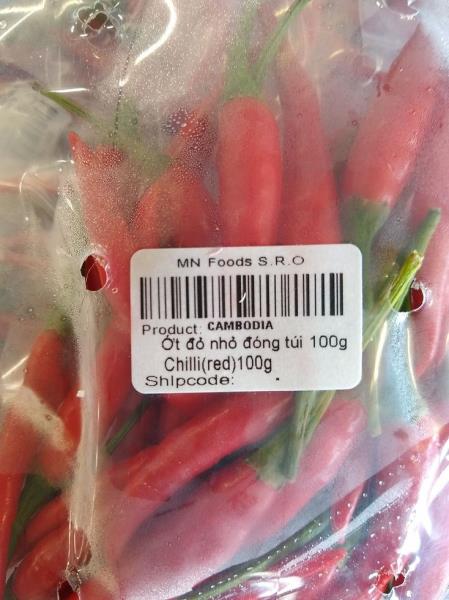 MN Foods S.R.O
Product: CAMBODIA
Ớt đỏ nhỏ đóng túi 100g
Chilli(red)100g
Shipcode: